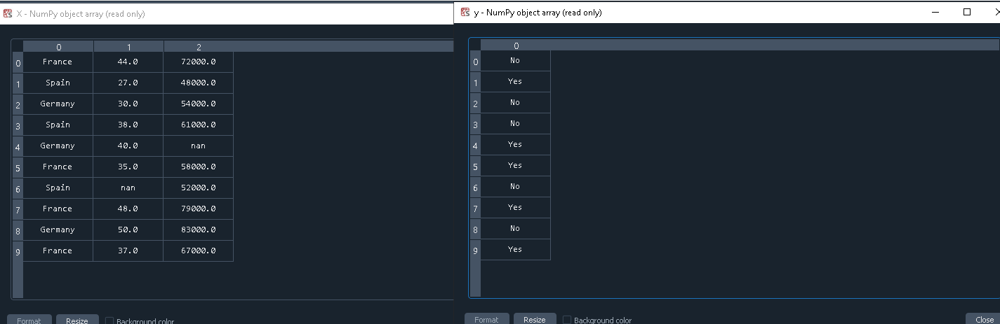 X - NumPy object array (read only)
0 1 2
0 France 44.0 72000.0
1 Spain 27.0 48000.0
2 Germany 30.0 54000.0
3 Spain 38.0 61000.0
4 Germany 40.0 nan
5 France 35.0 58000.0
6 Spain nan 52000.0
7 France 48.0 79000.0
8 Germany 50.0 83000.0
9 France 37.0 67000.0
Format Resize Background color
y - NumPy object array (read only)
0
0 No
1 Yes
2 No
3 No
4 Yes
5 Yes
6 No
7 Yes
8 No
9 Yes
Format Resize Background color Close